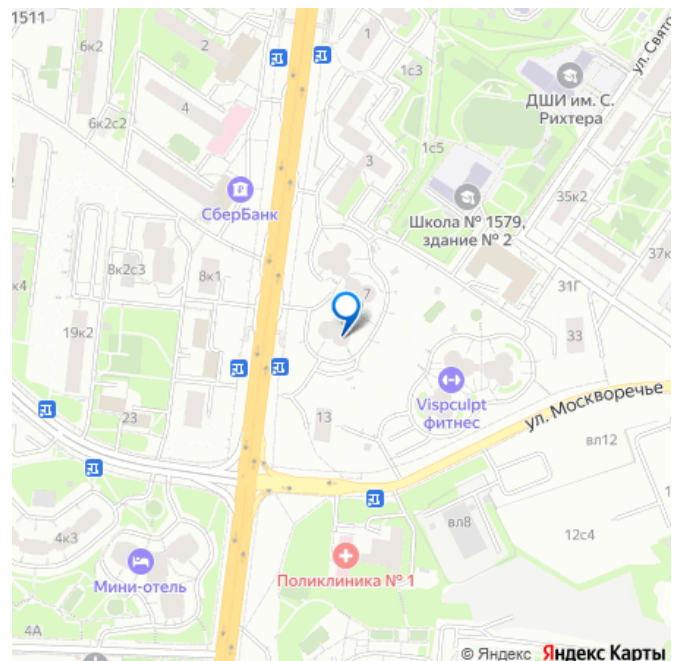 1511
6к2
2
1
1с3
ул. Свято
ДШИ им. С.
Рихтера
4
6к2с2
3
1с5
СберБанк
Школа № 1579,
здание № 2
35к2
37к
8к2с3
8к1
7
31Г
к4
19к2
33
Vispculpt
фитнес
ул. Москворечье
23
13
вл12
вл8
12с4
4к3
Мини-отель
Поликлиника № 1
4А
© Яндекс Яндекс Карты